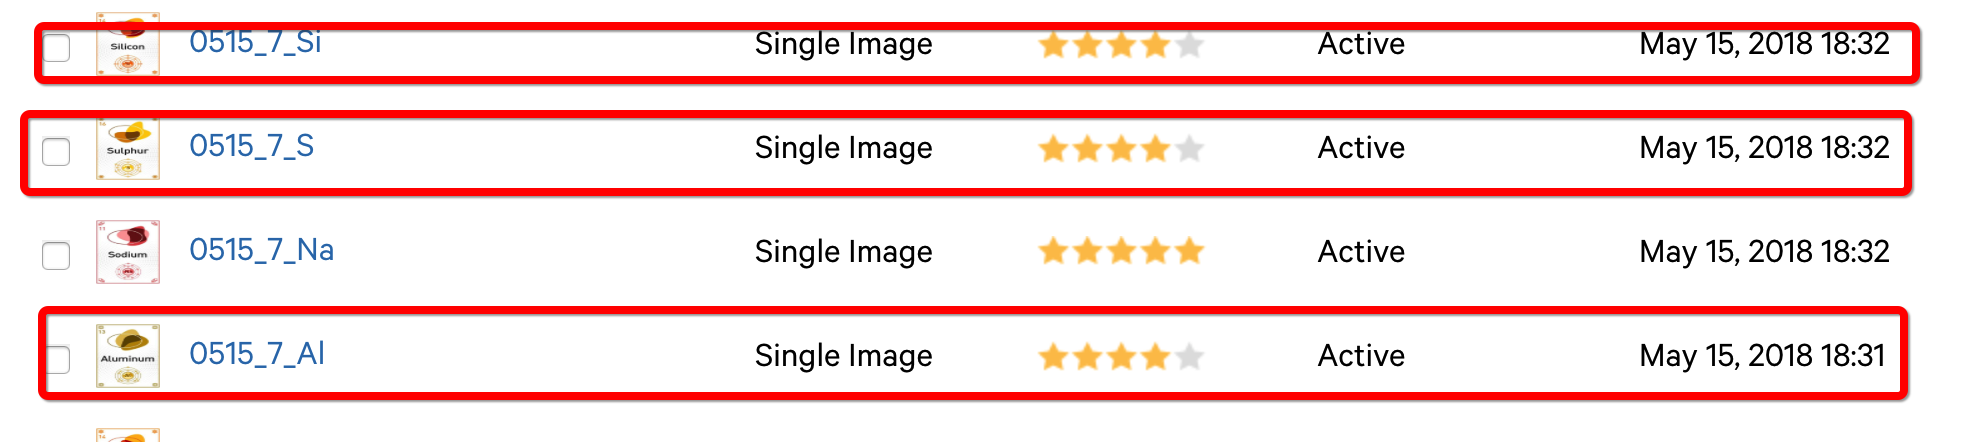 Silicon 0515_7_Si Single Image Active May 15, 2018 18:32
Sulphur 0515_7_S Single Image Active May 15, 2018 18:32
11
Sodium 0515_7_Na Single Image Active May 15, 2018 18:32
13
Aluminum 0515_7_Al Single Image Active May 15, 2018 18:31